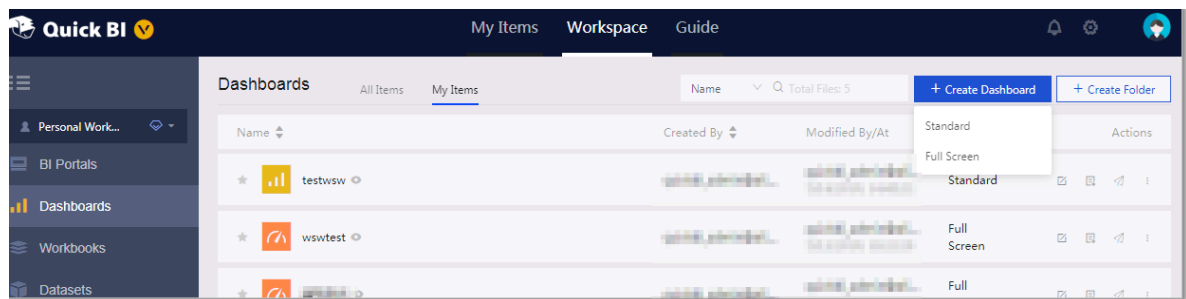 Quick BI
My Items Workspace Guide
Dashboards All Items My Items Name Total Files: 5 + Create Dashboard + Create Folder
Personal Work...
Name Created By Modified By/At Standard Actions
BI Portals
Full Screen
testwsw Standard
Dashboards
wswtest Full
Screen
Workbooks
Datasets Full